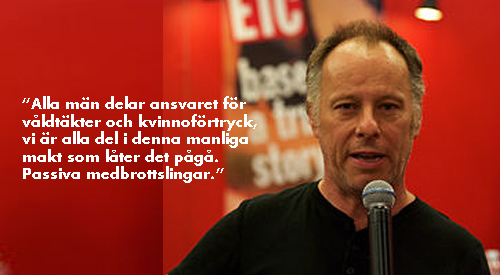 ETC
base
a tr
story
"Alla män delar ansvaret för
våldtäkter och kvinnoförtryck,
vi är alla del i denna manliga
makt som låter det pågå.
Passiva medbrottslingar."